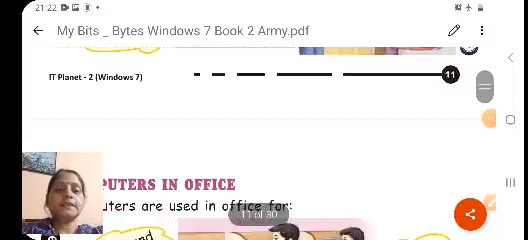 21:22
My Bits _ Bytes Windows 7 Book 2 Army.pdf
IT Planet - 2 (Windows 7)
11
PUTERS IN OFFICE
uters are used in office for:
11 of 30